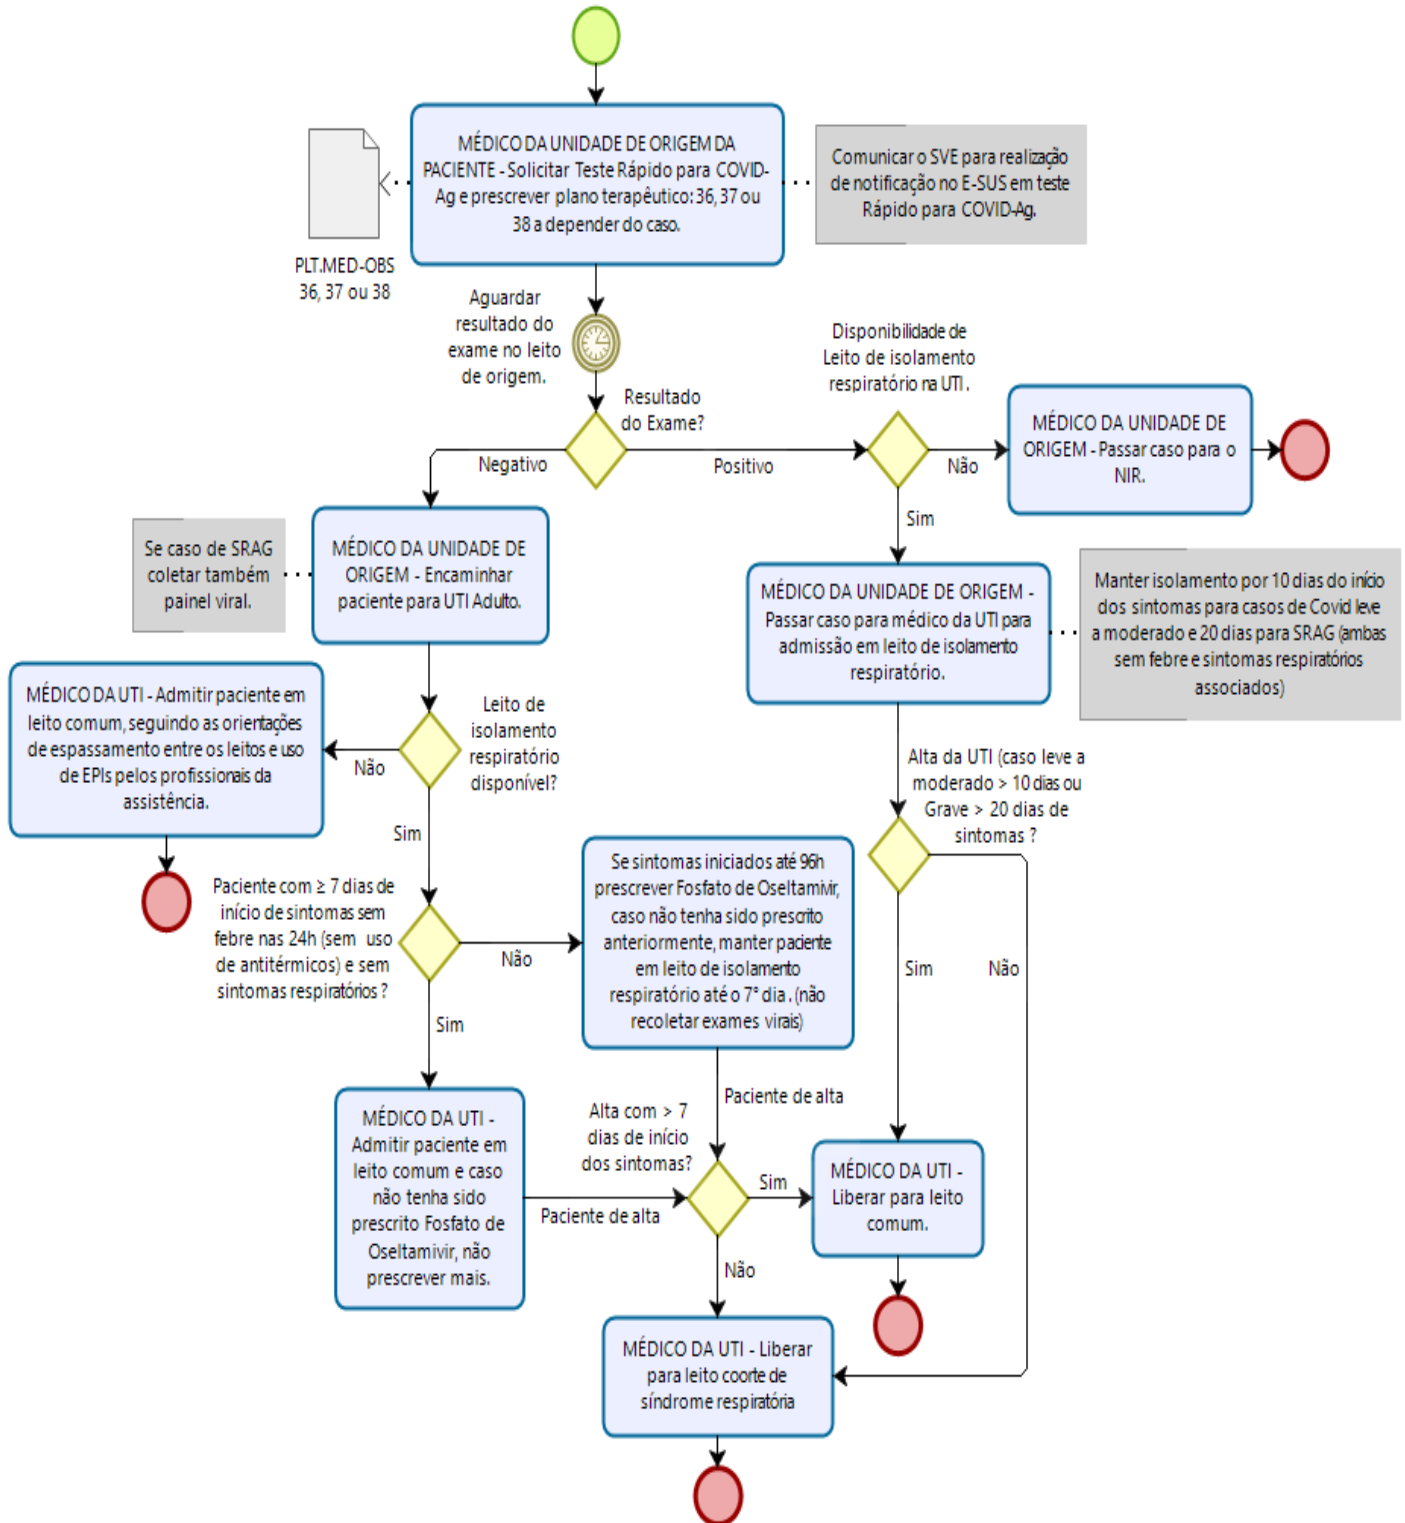 MÉDICO DA UNIDADE DE ORIGEM DA
PACIENTE - Solicitar Teste Rápido para COVID-
Ag e prescrever plano terapêutico: 36, 37 ou
38 a depender do caso.
Comunicar o SVE para realização
de notificação no E-SUS em teste
Rápido para COVID-Ag.
PLT.MED-OBS
36, 37 ou 38
Aguardar
resultado do
exame no leito
de origem.
Resultado
do Exame?
Disponibilidade de
Leito de isolamento
respiratório na UTI.
Negativo
Positivo
Não
MÉDICO DA UNIDADE DE
ORIGEM - Passar caso para o
NIR.
Sim
Se caso de SRAG
coletar também
painel viral.
MÉDICO DA UNIDADE DE
ORIGEM - Encaminhar
paciente para UTI Adulto.
MÉDICO DA UNIDADE DE ORIGEM -
Passar caso para médico da UTI para
admissão em leito de isolamento
respiratório.
Manter isolamento por 10 dias do início
dos sintomas para casos de Covid leve
a moderado e 20 dias para SRAG (ambas
sem febre e sintomas respiratórios
associados)
MÉDICO DA UTI - Admitir paciente em
leito comum, seguindo as orientações
de espassamento entre os leitos e uso
de EPIs pelos profissionais da
assistência.
Não
Leito de
isolamento
respiratório
disponível?
Sim
Alta da UTI (caso leve a
moderado > 10 dias ou
Grave > 20 dias de
sintomas ?
Paciente com ≥ 7 dias de
início de sintomas sem
febre nas 24h (sem uso
de antitérmicos) e sem
sintomas respiratórios ?
Não
Se sintomas iniciados até 96h
prescrever Fosfato de Oseltamivir,
caso não tenha sido prescrito
anteriormente, manter paciente
em leito de isolamento
respiratório até o 7° dia . (não
recoletar exames virais)
Sim
Não
Sim
MÉDICO DA UTI -
Admitir paciente em
leito comum e caso
não tenha sido
prescrito Fosfato de
Oseltamivir, não
prescrever mais.
Paciente de alta
Alta com > 7
dias de início
dos sintomas?
Paciente de alta
Sim
MÉDICO DA UTI -
Liberar para leito
comum.
Não
MÉDICO DA UTI - Liberar
para leito coorte de
síndrome respiratória